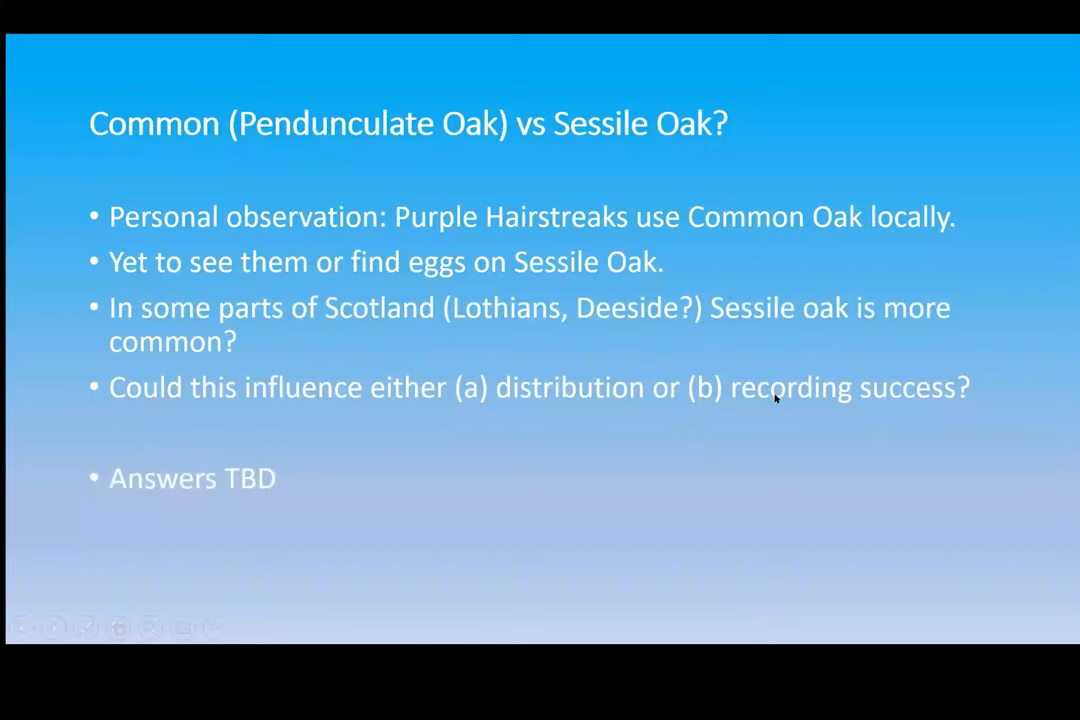 Common (Pendunculate Oak) vs Sessile Oak?
• Personal observation: Purple Hairstreaks use Common Oak locally.
• Yet to see them or find eggs on Sessile Oak.
• In some parts of Scotland (Lothians, Deeside?) Sessile oak is more
common?
• Could this influence either (a) distribution or (b) recording success?
• Answers TBD